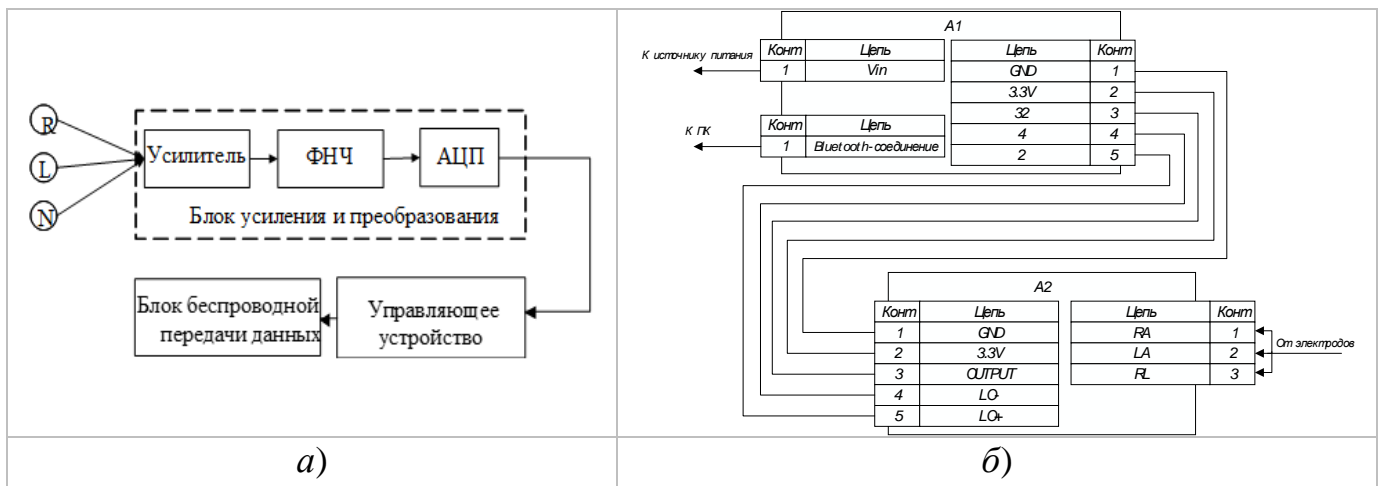 R
L
N
Усилитель
ФНЧ
АЦП
Блок усиления и преобразования
Блок беспроводной
передачи данных
Управляющее
устройство
а)
А1
К источнику питания
Конт Цепь
1 Vin
К ПК
Конт Цепь
1 Bluetooth-соединение
Цепь Конт
GND 1
3.3V 2
32 3
4 4
2 5
А2
Конт Цепь
1 GND
2 3.3V
3 OUTPUT
4 LO-
5 LO+
Цепь Конт
RA 1
LA 2
RL 3
От электродов
б)